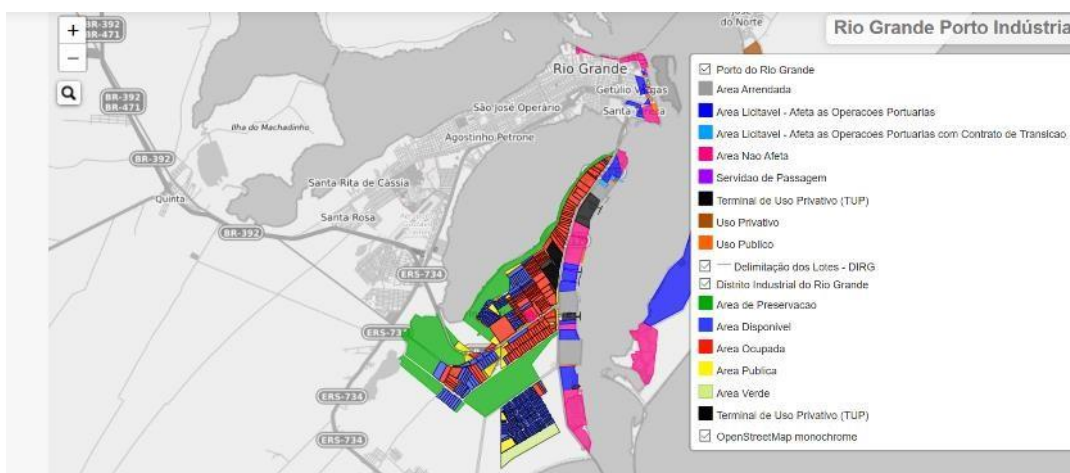 +
−
BR-392
BR-471
Rio Grande Porto Indústria
do Norte
Rio Grande
Getúlio Vargas
São José Operário
Agostinho Petrone
BR-392
BR-471
Ilha do Machadinho
BR-392
Santa Rita de Cássia
Quinta
Santa Rosa
BR-392
ERS-734
ERS-734
ERS-734
Porto do Rio Grande
Area Arrendada
Area Licitavel - Afeta as Operacoes Portuarias
Area Licitavel - Afeta as Operacoes Portuarias com Contrato de Transicao
Area Nao Afeta
Servidao de Passagem
Terminal de Uso Privativo (TUP)
Uso Privativo
Uso Publico
Delimitação dos Lotes - DIRG
Distrito Industrial do Rio Grande
Area de Preservacao
Area Disponivel
Area Ocupada
Area Publica
Area Verde
Terminal de Uso Privativo (TUP)
OpenStreetMap monochrome